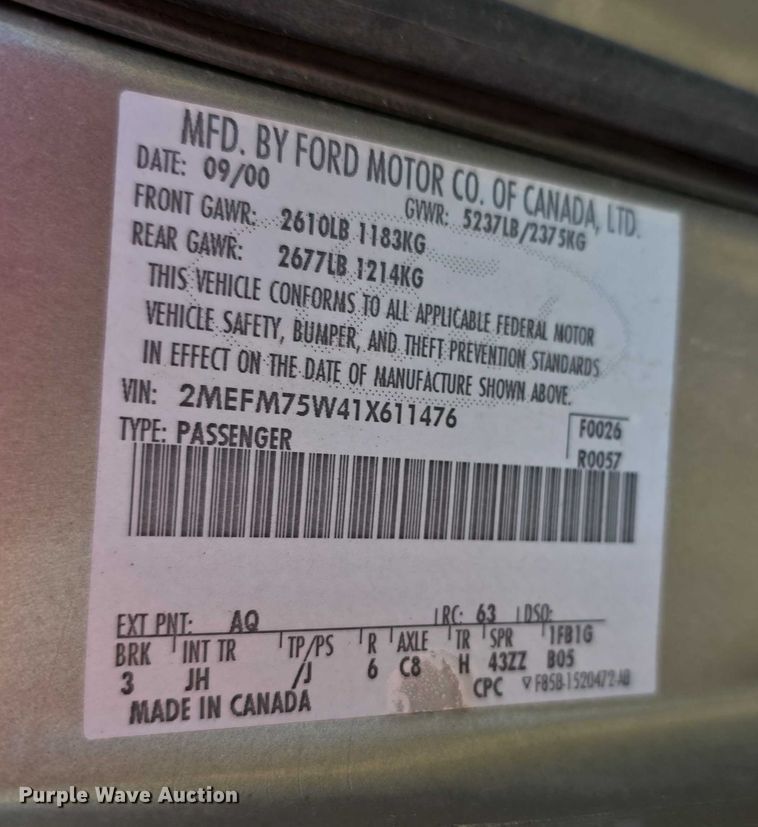 MFD. BY FORD MOTOR CO. OF CANADA, LTD.
DATE: 09/00 GVWR: 5237LB/2375KG
FRONT GAWR: 2610LB 1183KG
REAR GAWR: 2677LB 1214KG
THIS VEHICLE CONFORMS TO ALL APPLICABLE FEDERAL MOTOR
VEHICLE SAFETY, BUMPER, AND THEFT PREVENTION STANDARDS
IN EFFECT ON THE DATE OF MANUFACTURE SHOWN ABOVE.
VIN: 2MEFM75W41X611476
TYPE: PASSENGER
F0026
R0057
EXT PNT: AQ RC: 63 DSO:
BRK INT TR TP/PS R AXLE TR SPR 1FB1G
3 JH /J 6 C8 H 43ZZ B05
MADE IN CANADA CPC F85B-1520472-AB
Purple Wave Auction